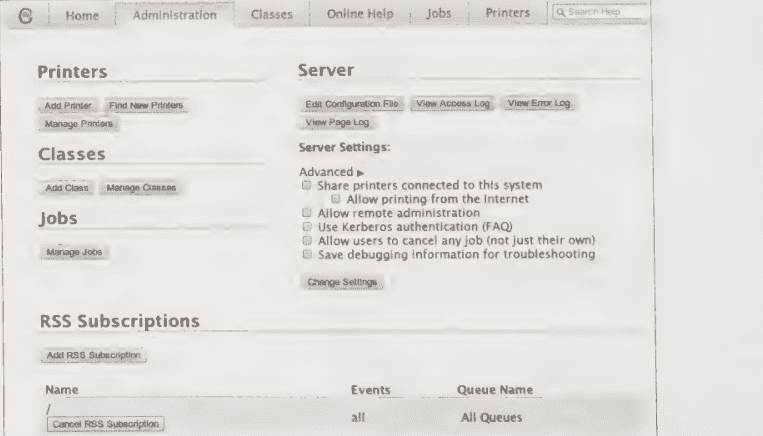 Home Administration Classes Online Help Jobs Printers Search Help
Printers
Add Printer Find New Printers
Manage Printers
Classes
Add Class Manage Classes
Jobs
Manage Jobs
Server
Edit Configuration File View Access Log View Error Log
View Page Log
Server Settings:
Advanced ▶
Share printers connected to this system
Allow printing from the Internet
Allow remote administration
Use Kerberos authentication (FAQ)
Allow users to cancel any job (not just their own)
Save debugging information for troubleshooting
Change Settings
RSS Subscriptions
Add RSS Subscription
Name Events Queue Name
/
Cancel RSS Subscription all All Queues